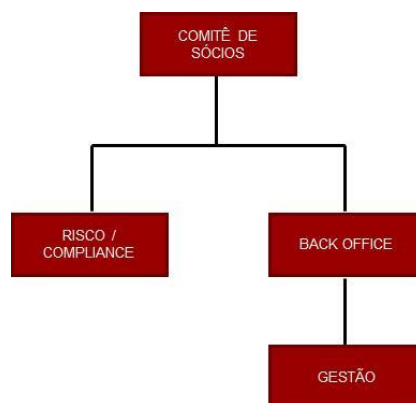 COMITÊ DE
SÓCIOS
RISCO /
COMPLIANCE
BACK OFFICE
GESTÃO